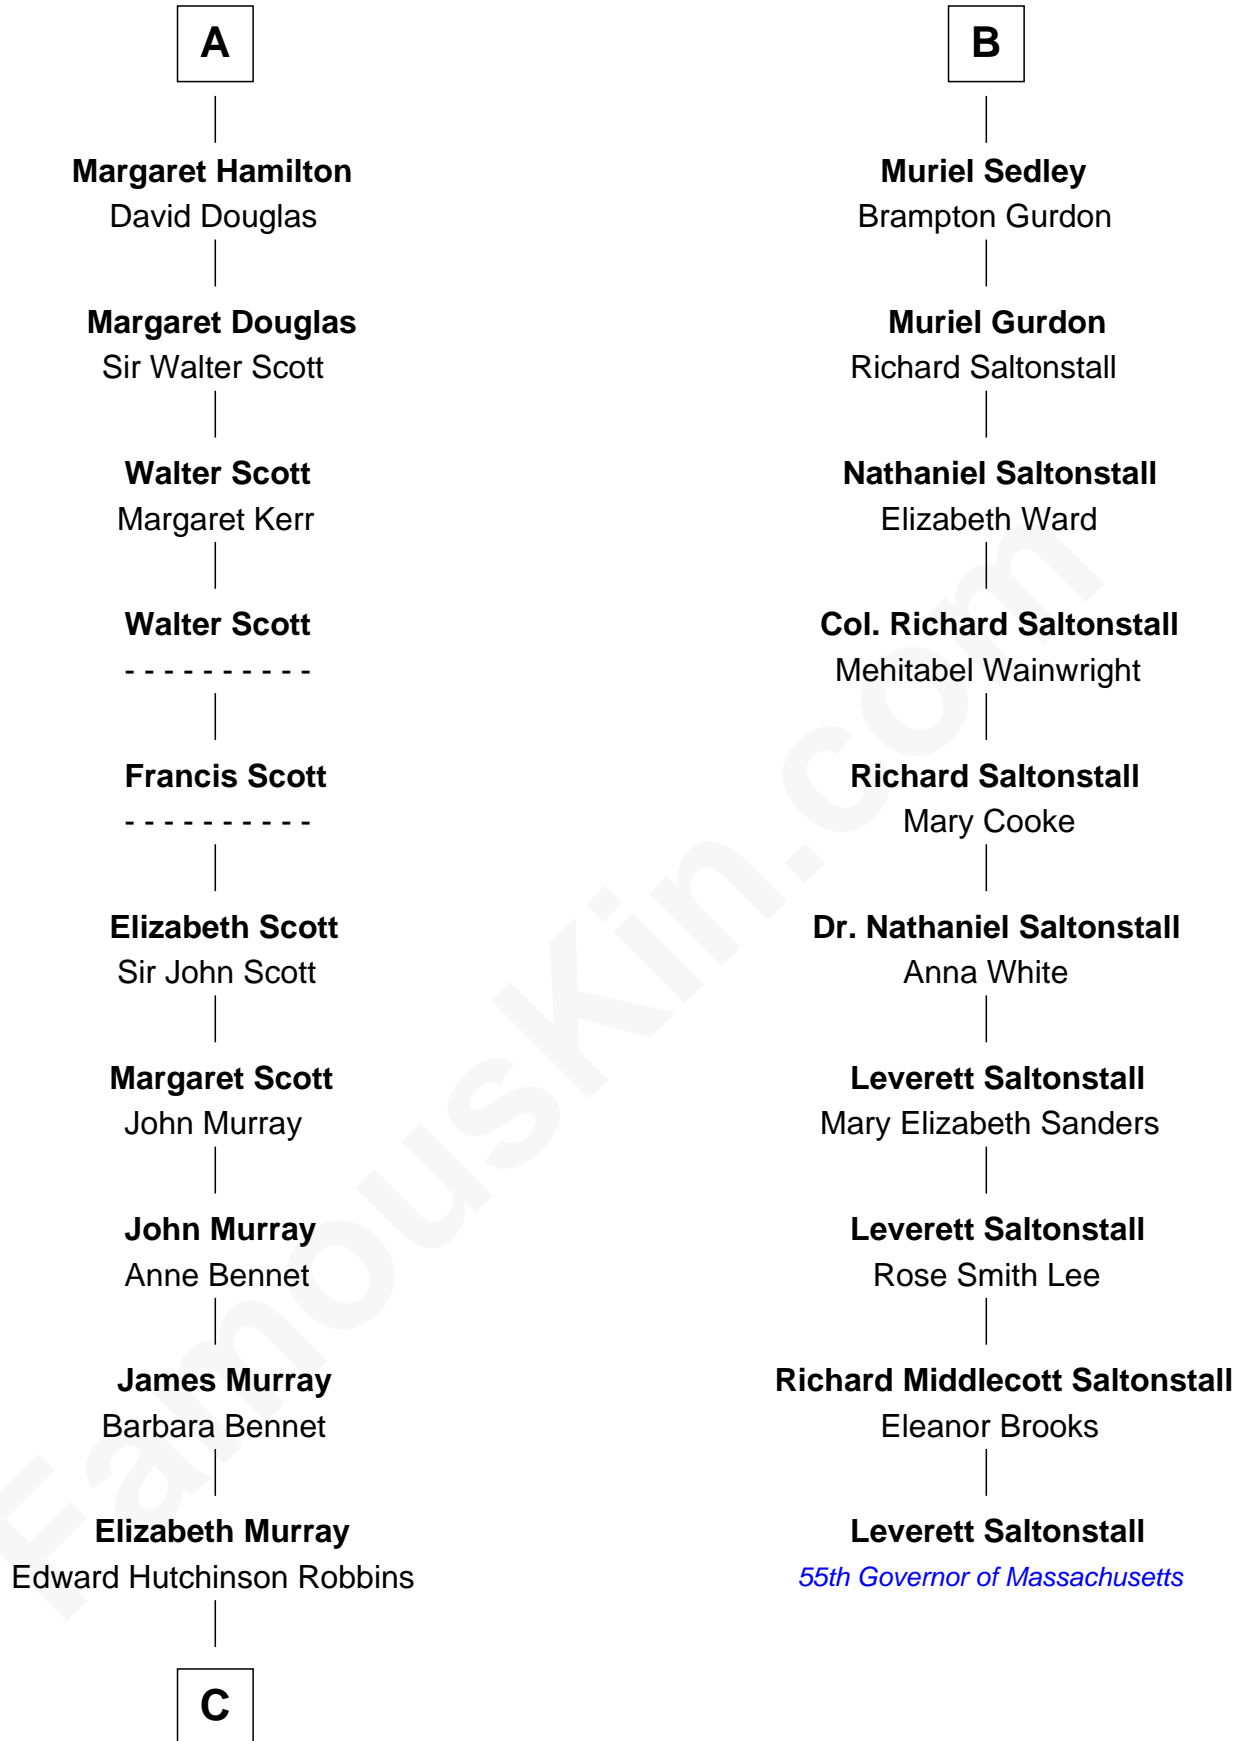 A
Margaret Hamilton
David Douglas
Margaret Douglas
Sir Walter Scott
Walter Scott
Margaret Kerr
Walter Scott
- - - - - - - - - -
Francis Scott
- - - - - - - - - -
Elizabeth Scott
Sir John Scott
Margaret Scott
John Murray
John Murray
Anne Bennet
James Murray
Barbara Bennet
Elizabeth Murray
Edward Hutchinson Robbins
C
B
Muriel Sedley
Brampton Gurdon
Muriel Gurdon
Richard Saltonstall
Nathaniel Saltonstall
Elizabeth Ward
Col. Richard Saltonstall
Mehitabel Wainwright
Richard Saltonstall
Mary Cooke
Dr. Nathaniel Saltonstall
Anna White
Leverett Saltonstall
Mary Elizabeth Sanders
Leverett Saltonstall
Rose Smith Lee
Richard Middlecott Saltonstall
Eleanor Brooks
Leverett Saltonstall
55th Governor of Massachusetts
FamousKin.com